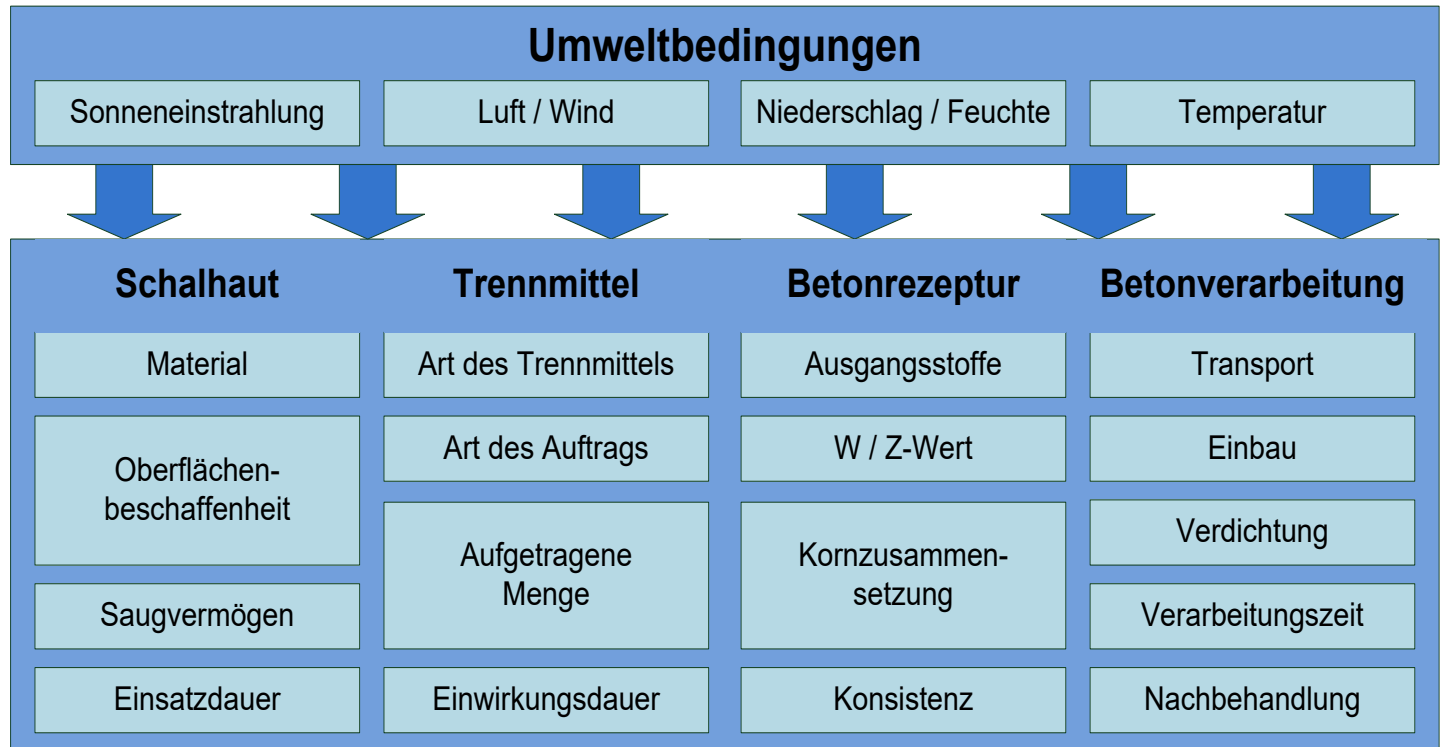 Umweltbedingungen
Sonneneinstrahlung
Luft / Wind
Niederschlag / Feuchte
Temperatur
Schalhaut
Trennmittel
Betonrezeptur
Betonverarbeitung
Material
Art des Trennmittels
Ausgangsstoffe
Transport
Oberflächen-
beschaffenheit
Art des Auftrags
W / Z-Wert
Einbau
Aufgetragene
Menge
Kornzusammen-
setzung
Verdichtung
Saugvermögen
Verarbeitungszeit
Einsatzdauer
Einwirkungsdauer
Konsistenz
Nachbehandlung